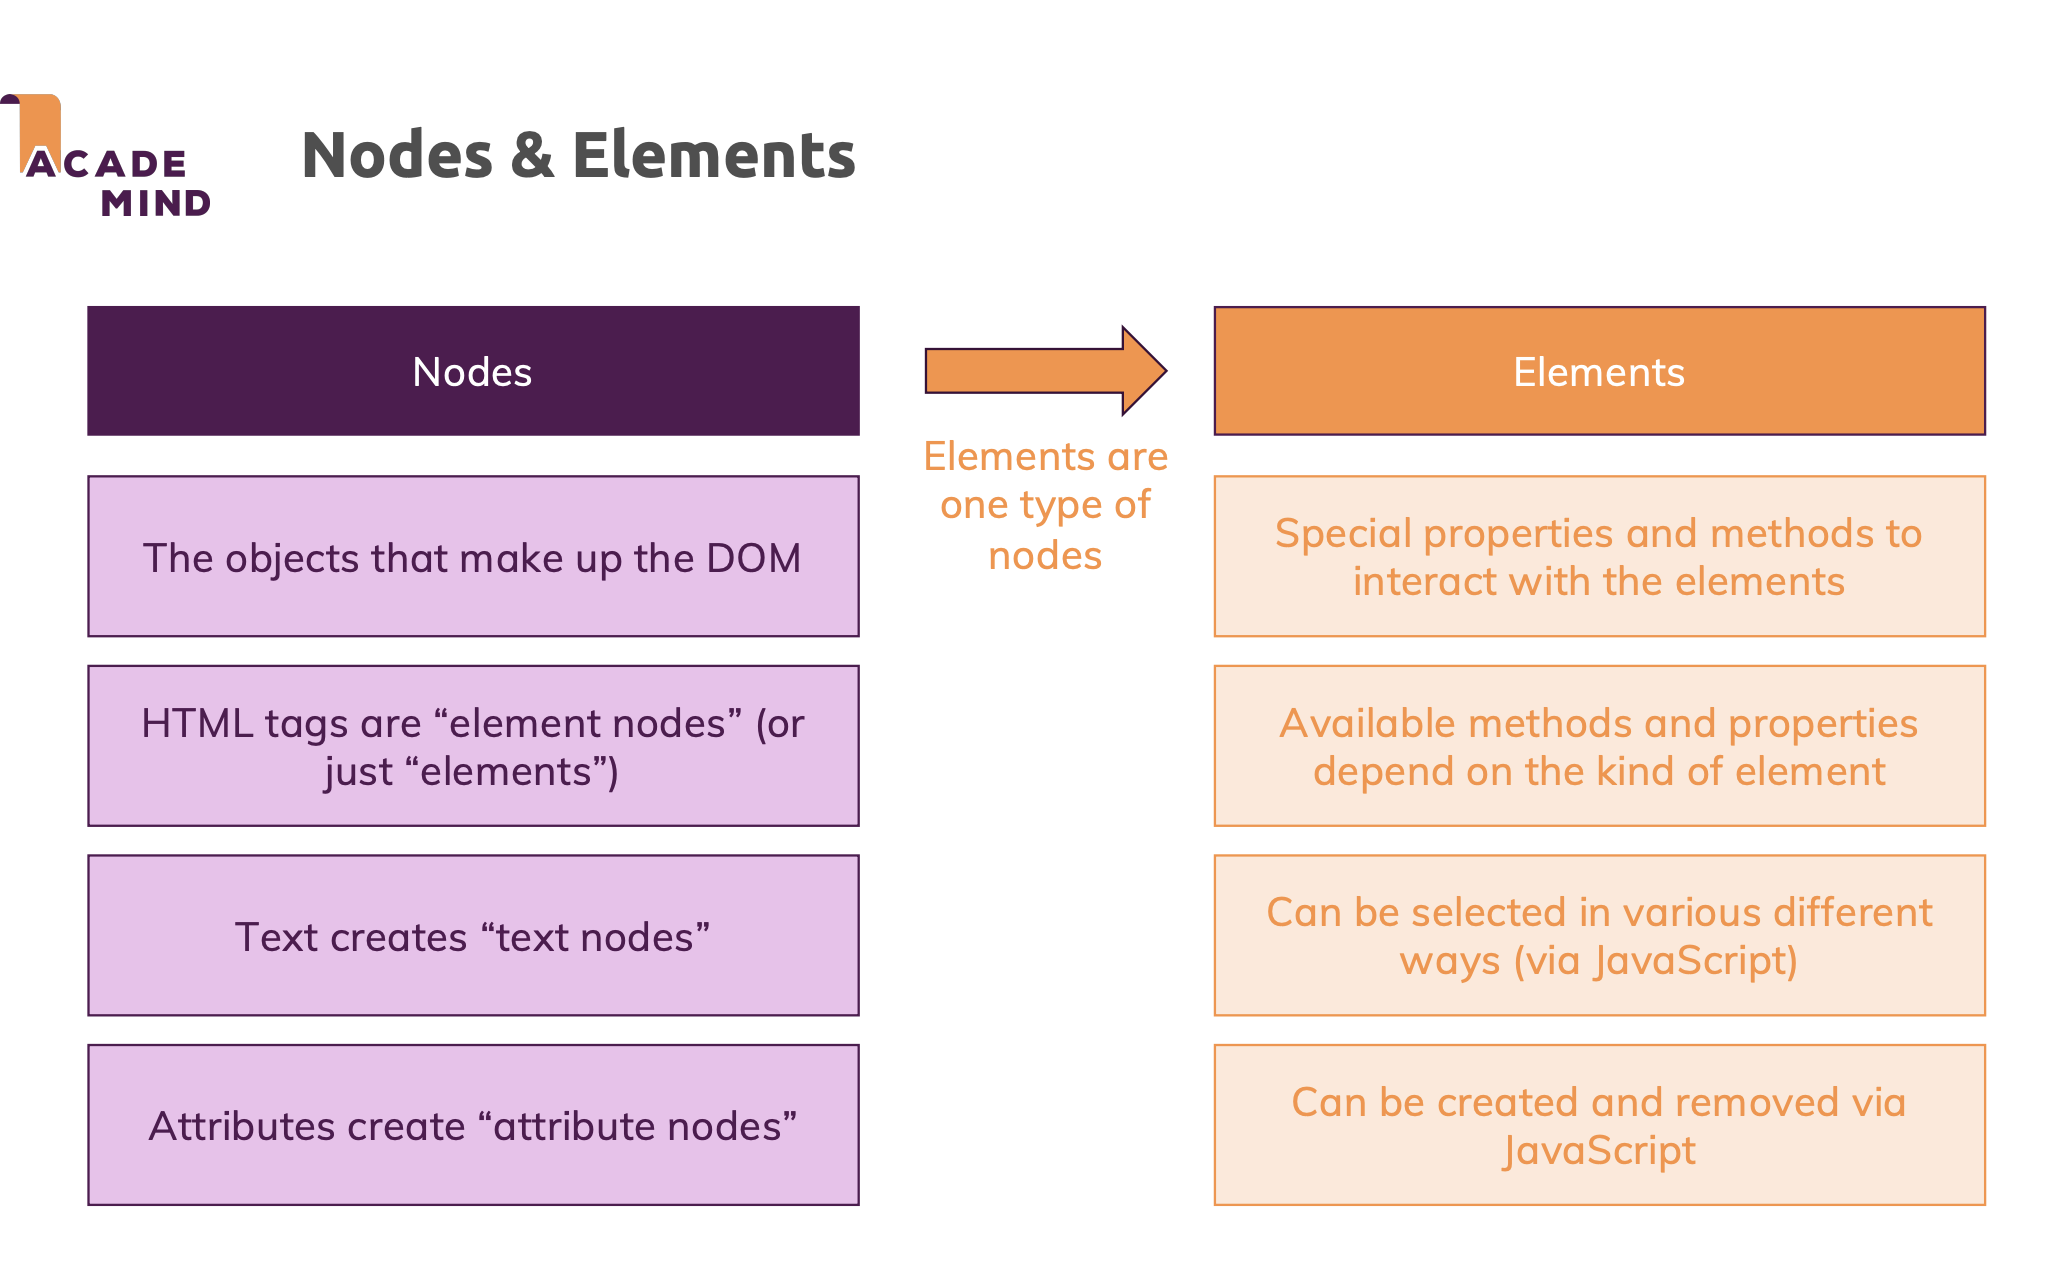 ACADE
MIND
Nodes & Elements
Nodes
Elements
Elements are
one type of
nodes
The objects that make up the DOM
HTML tags are “element nodes” (or
just “elements”)
Text creates “text nodes”
Attributes create “attribute nodes”
Special properties and methods to
interact with the elements
Available methods and properties
depend on the kind of element
Can be selected in various different
ways (via JavaScript)
Can be created and removed via
JavaScript